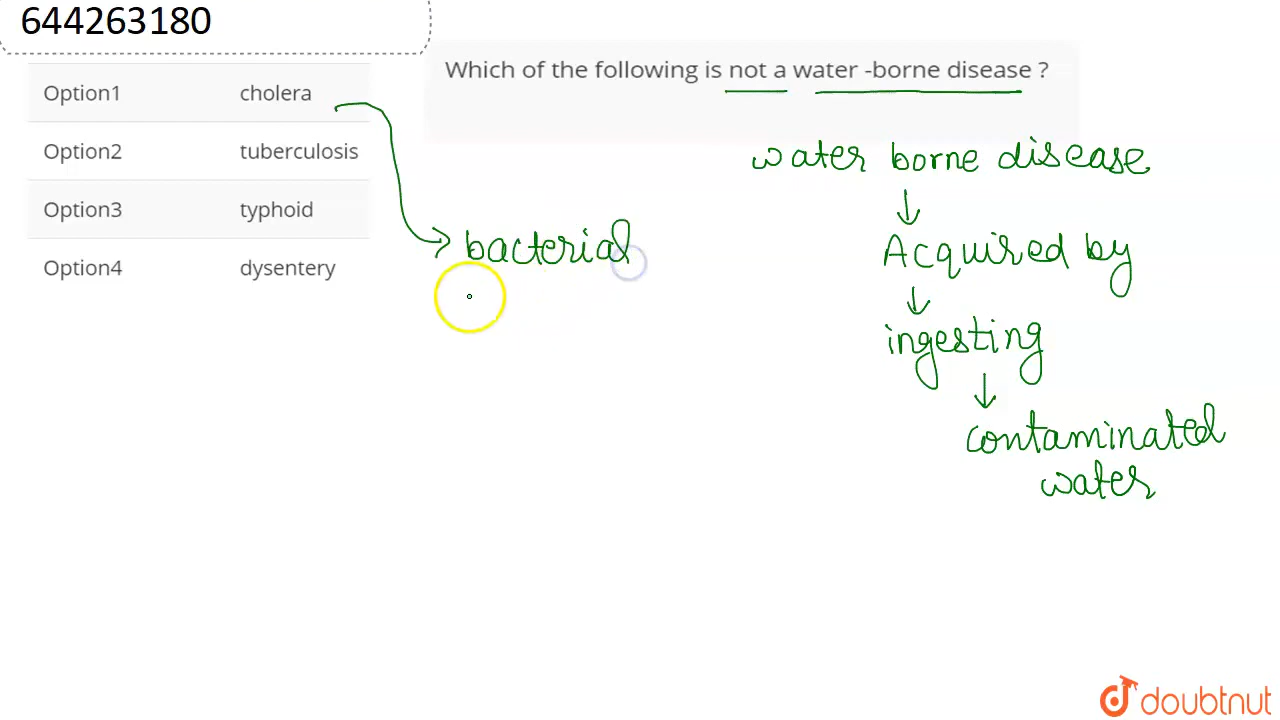 644263180
Which of the following is not a water -borne disease ?
Option1 cholera
Option2 tuberculosis
Option3 typhoid
Option4 dysentery
bacterial
water borne disease
Acquired by
ingesting
contaminated
water
doubtnut